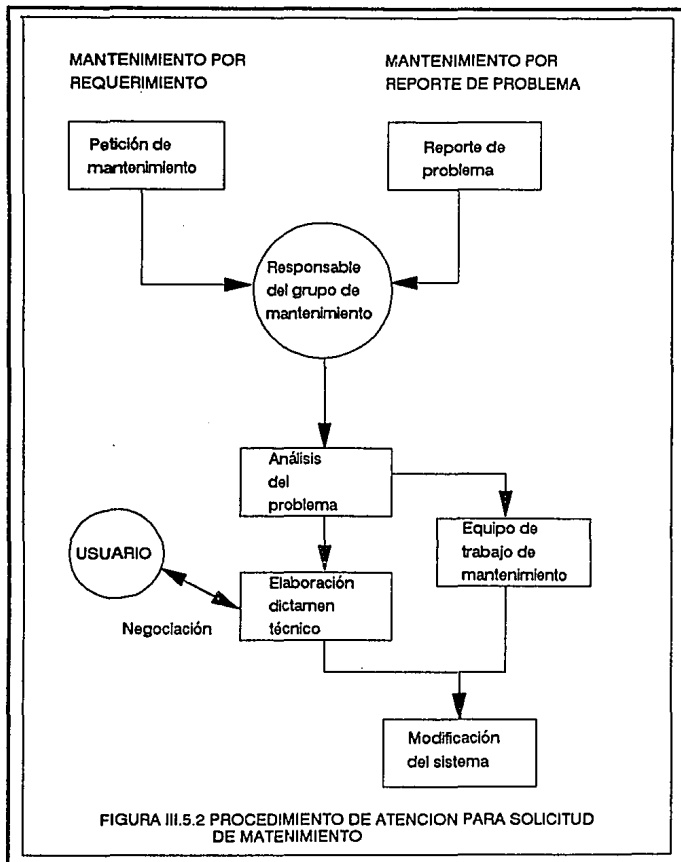 MANTENIMIENTO POR
REQUERIMIENTO
MANTENIMIENTO POR
REPORTE DE PROBLEMA
Petición de
mantenimiento
Reporte de
problema
Responsable
del grupo de
mantenimiento
Análisis
del
problema
Equipo de
trabajo de
mantenimiento
USUARIO
Negociación
Elaboración
dictamen
técnico
Modificación
del sistema
FIGURA III.5.2 PROCEDIMIENTO DE ATENCION PARA SOLICITUD
DE MATENIMIENTO